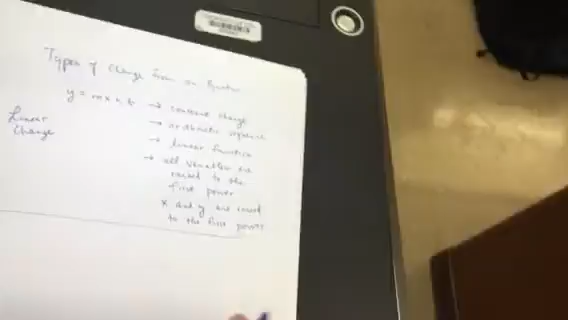 Types of Change from an Equation
y = mx + b → constant change
Linear Change
→ arithmetic sequence
→ linear function
→ all variables are
raised to the
first power
x and y are raised
to the first power